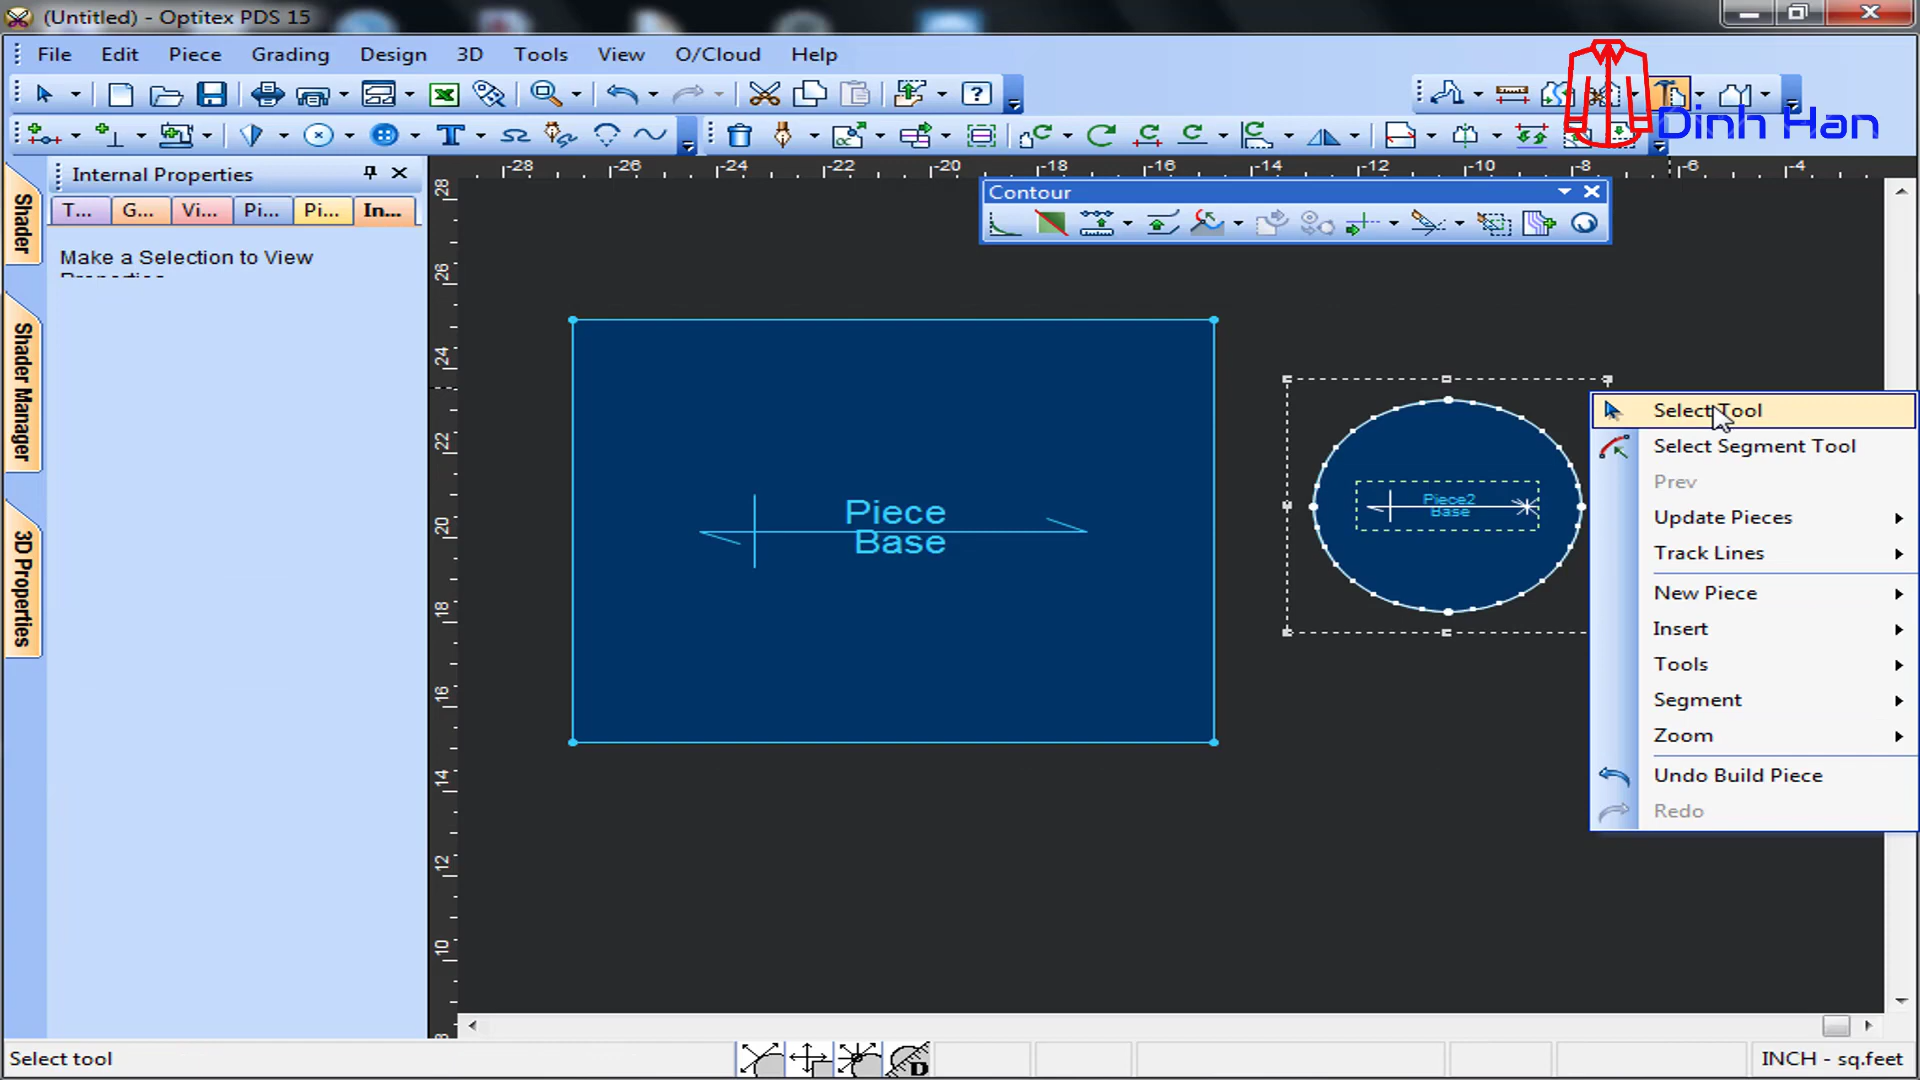 (Untitled) - Optitex PDS 15
File Edit Piece Grading Design 3D Tools View O/Cloud Help
Dinh Han
Internal Properties
T... G... Vi... Pi... Pi... In...
Make a Selection to View
Properties
Shader
Shader Manager
3D Properties
-28 -26 -24 -22 -20 -18 -16 -14 -12 -10 -8 -6 -4
28
26
24
22
20
18
16
14
12
10
Contour
Piece
Base
Piece2
Base
Select Tool
Select Segment Tool
Prev
Update Pieces
Track Lines
New Piece
Insert
Tools
Segment
Zoom
Undo Build Piece
Redo
Select tool
D
INCH - sq.feet